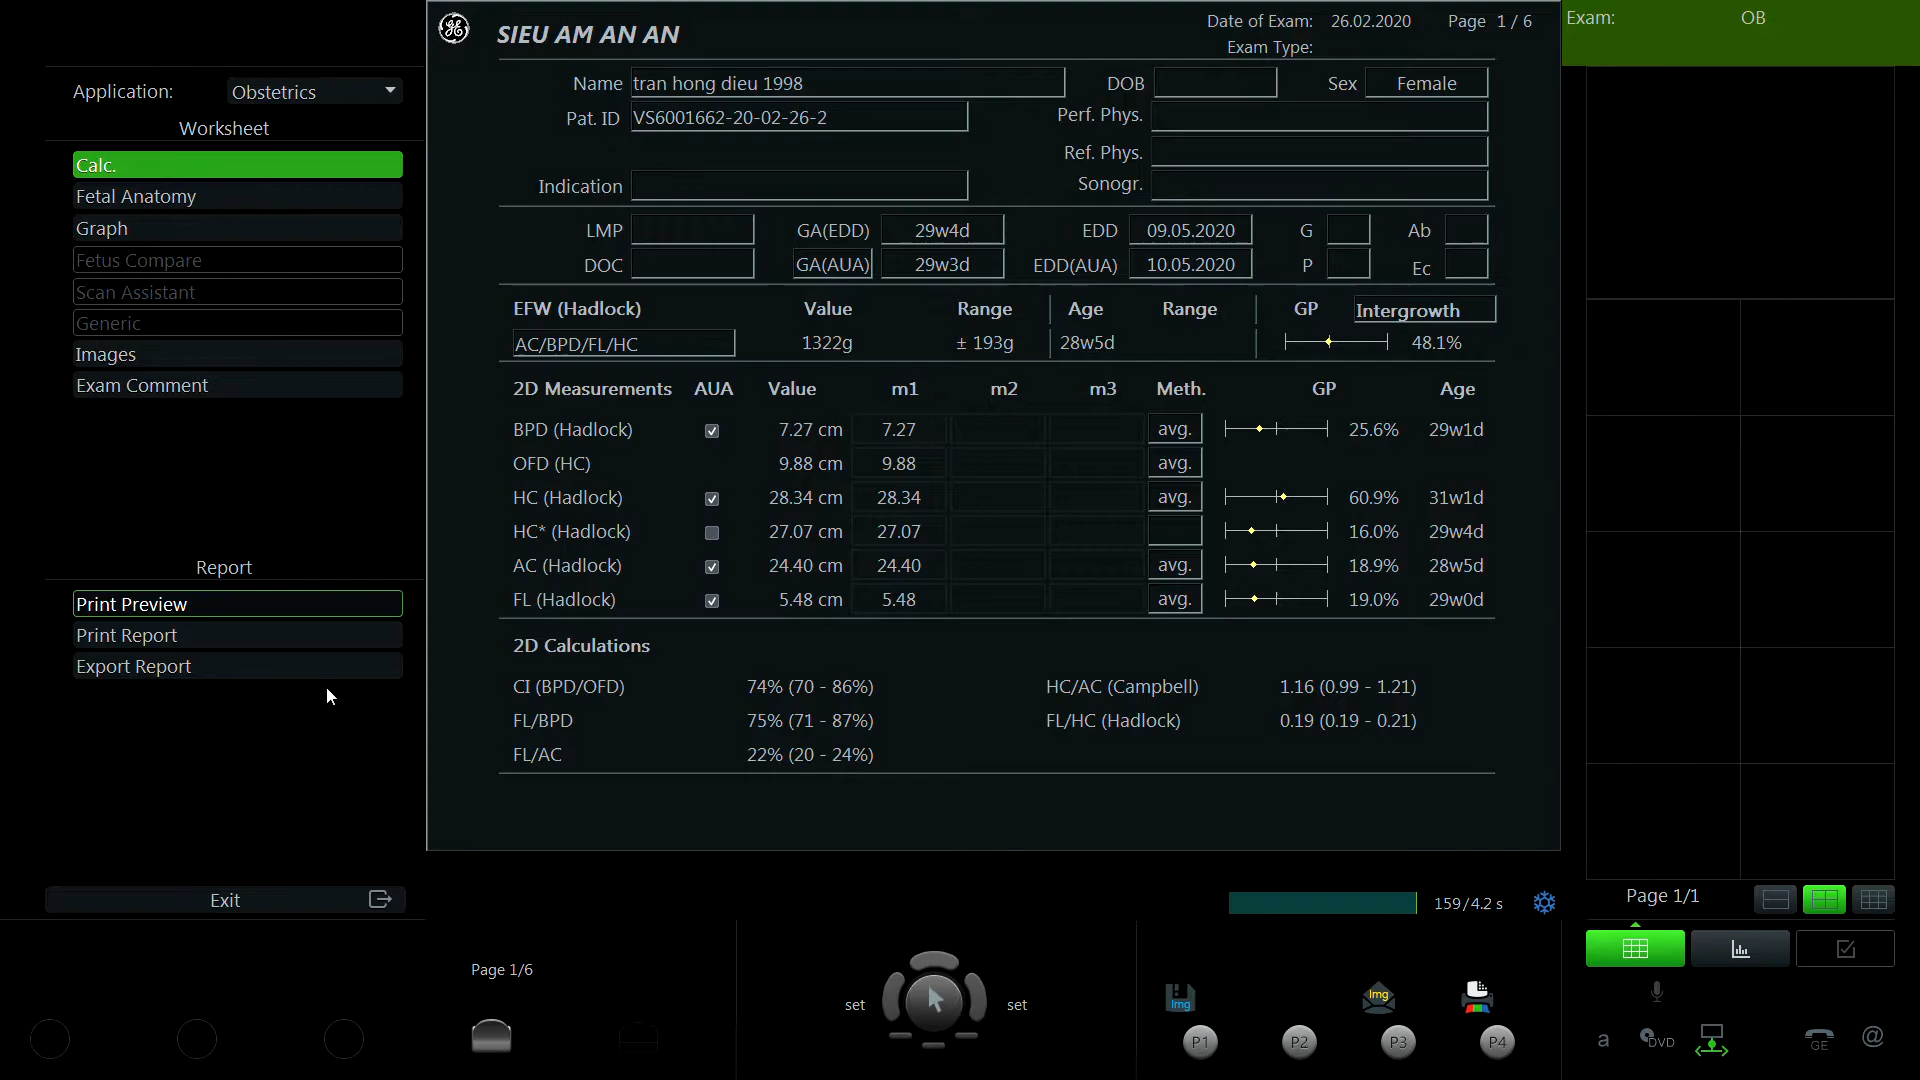 SIEU AM AN AN
Date of Exam: 26.02.2020 Page 1 / 6
Exam Type:
Exam: OB
Application: Obstetrics
Worksheet
Calc.
Fetal Anatomy
Graph
Fetus Compare
Scan Assistant
Generic
Images
Exam Comment
Report
Print Preview
Print Report
Export Report
Exit
Name tran hong dieu 1998 DOB Sex Female
Pat. ID VS6001662-20-02-26-2 Perf. Phys.
Ref. Phys.
Indication Sonogr.
LMP GA(EDD) 29w4d EDD 09.05.2020 G Ab
DOC GA(AUA) 29w3d EDD(AUA) 10.05.2020 P Ec
EFW (Hadlock) Value Range Age Range GP Intergrowth
AC/BPD/FL/HC 1322g ± 193g 28w5d 48.1%
2D Measurements AUA Value m1 m2 m3 Meth. GP Age
BPD (Hadlock) 7.27 cm 7.27 avg. 25.6% 29w1d
OFD (HC) 9.88 cm 9.88 avg.
HC (Hadlock) 28.34 cm 28.34 avg. 60.9% 31w1d
HC* (Hadlock) 27.07 cm 27.07 16.0% 29w4d
AC (Hadlock) 24.40 cm 24.40 avg. 18.9% 28w5d
FL (Hadlock) 5.48 cm 5.48 avg. 19.0% 29w0d
2D Calculations
CI (BPD/OFD) 74% (70 - 86%) HC/AC (Campbell) 1.16 (0.99 - 1.21)
FL/BPD 75% (71 - 87%) FL/HC (Hadlock) 0.19 (0.19 - 0.21)
FL/AC 22% (20 - 24%)
159/4.2 s
Page 1/1
Page 1/6
set set
Img Img
P1 P2 P3 P4
a DVD GE @